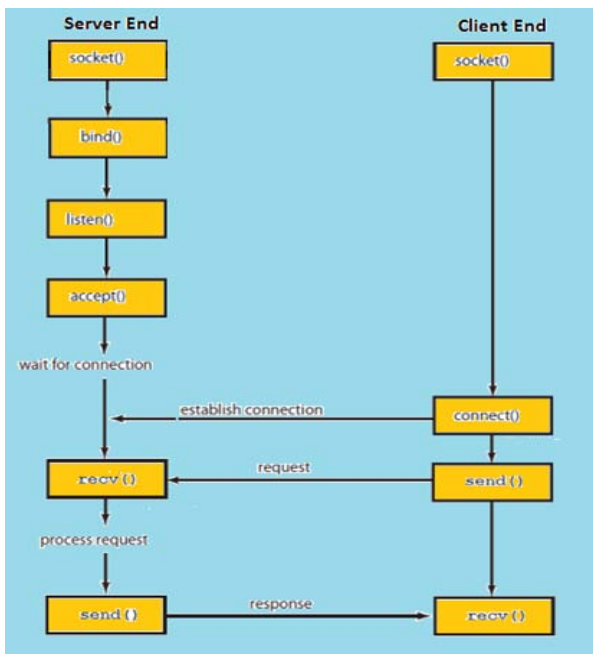 Server End
Client End
socket()
socket()
bind()
listen()
accept()
wait for connection
establish connection
connect()
request
recv()
send()
process request
response
send()
recv()